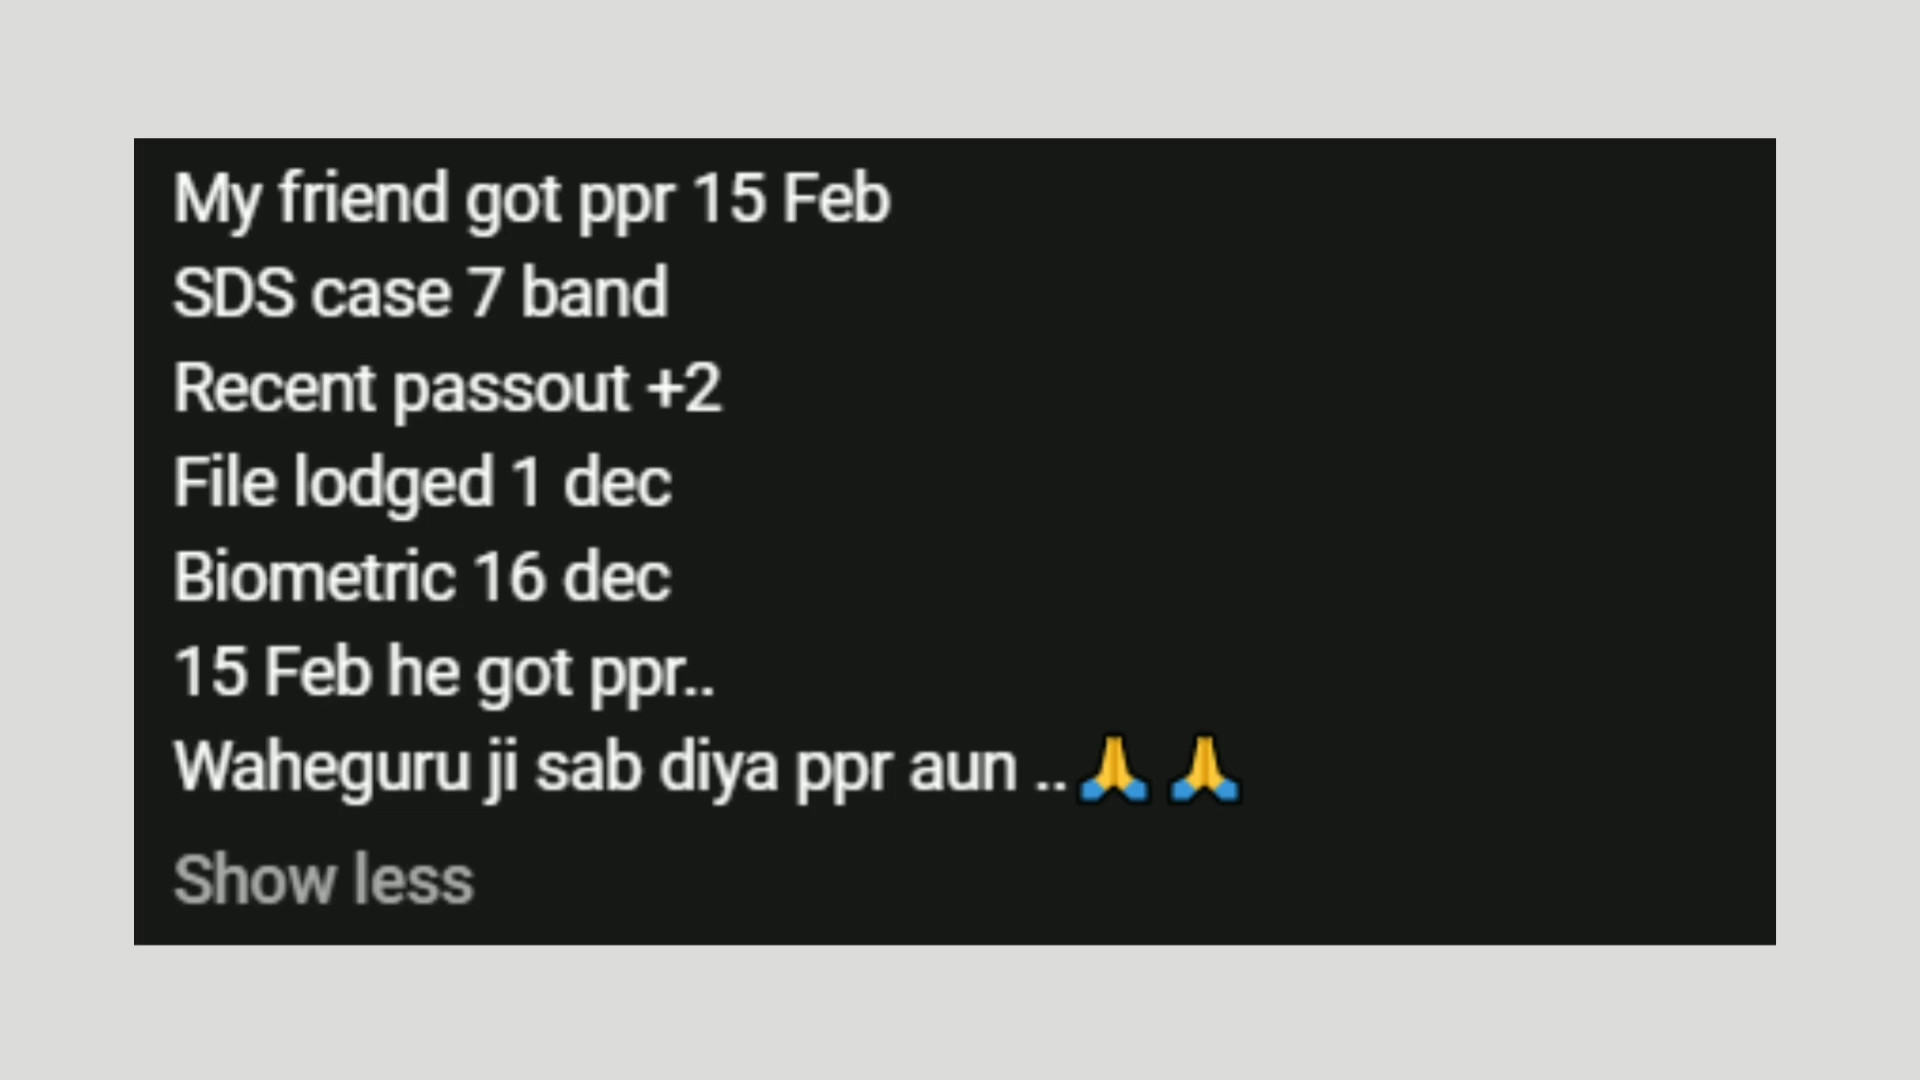 My friend got ppr 15 Feb
SDS case 7 band
Recent passout +2
File lodged 1 dec
Biometric 16 dec
15 Feb he got ppr..
Waheguru ji sab diya ppr aun ..🙏🙏
Show less